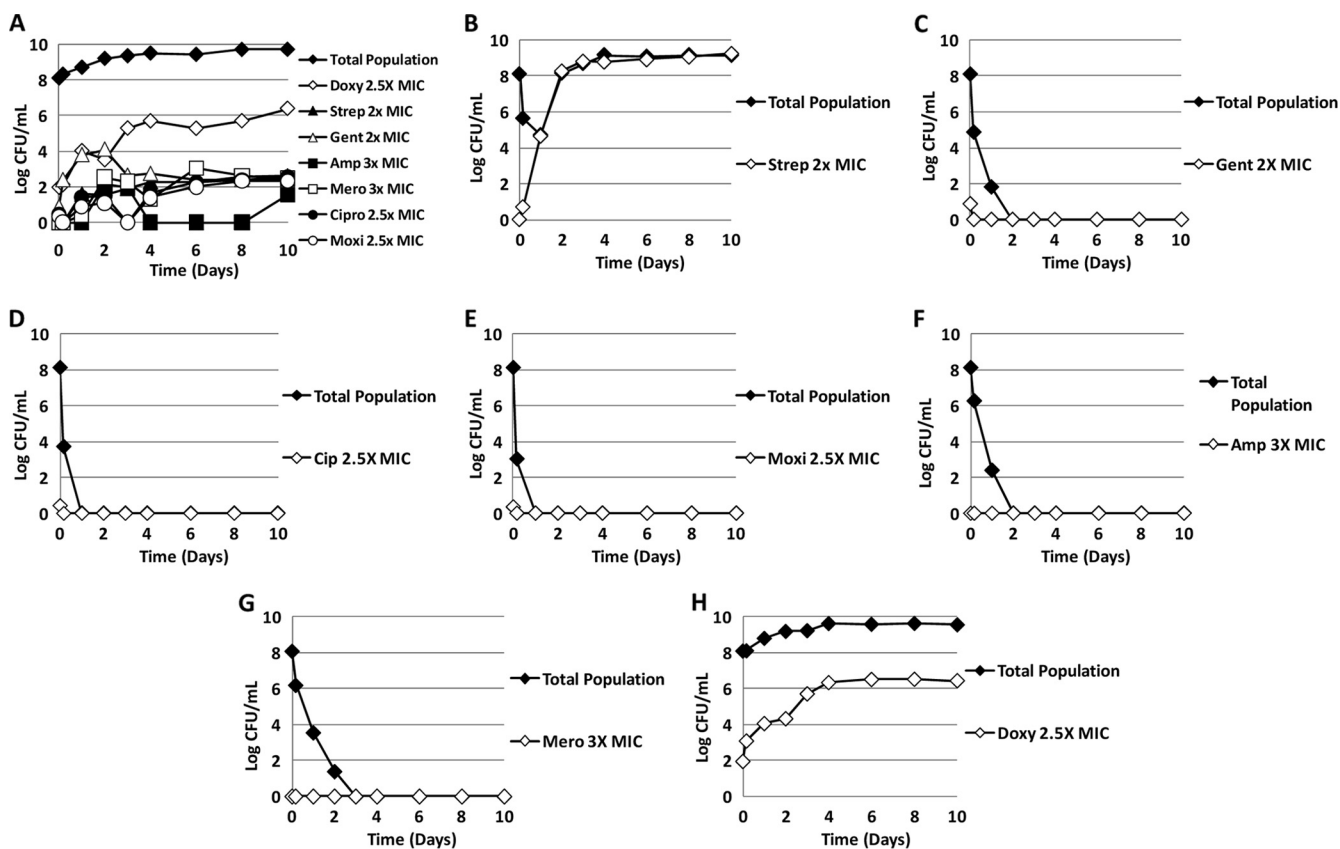 A
10
8
6
4
2
0
Log CFU/mL
0 2 4 6 8 10
Time (Days)
Total Population
Doxy 2.5X MIC
Strep 2x MIC
Gent 2x MIC
Amp 3x MIC
Mero 3x MIC
Cipro 2.5x MIC
Moxi 2.5x MIC
B
10
8
6
4
2
0
Log CFU/mL
0 2 4 6 8 10
Time (Days)
Total Population
Strep 2x MIC
C
10
8
6
4
2
0
Log CFU/mL
0 2 4 6 8 10
Time (Days)
Total Population
Gent 2X MIC
D
10
8
6
4
2
0
Log CFU/mL
0 2 4 6 8 10
Time (Days)
Total Population
Cip 2.5X MIC
E
10
8
6
4
2
0
Log CFU/mL
0 2 4 6 8 10
Time (Days)
Total Population
Moxi 2.5X MIC
F
10
8
6
4
2
0
Log CFU/mL
0 2 4 6 8 10
Time (Days)
Total
Population
Amp 3X MIC
G
10
8
6
4
2
0
Log CFU/mL
0 2 4 6 8 10
Time (Days)
Total Population
Mero 3X MIC
H
10
8
6
4
2
0
Log CFU/mL
0 2 4 6 8 10
Time (Days)
Total Population
Doxy 2.5X MIC